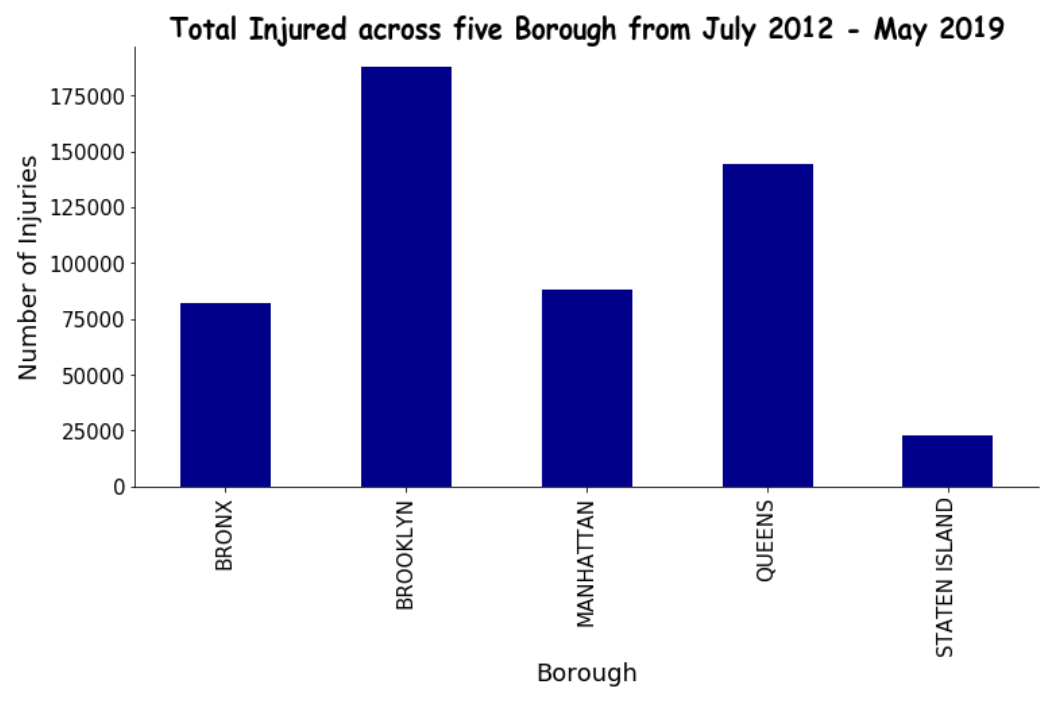 Total Injured across five Borough from July 2012 - May 2019
Number of Injuries
175000
150000
125000
100000
75000
50000
25000
0
BRONX
BROOKLYN
MANHATTAN
QUEENS
STATEN ISLAND
Borough